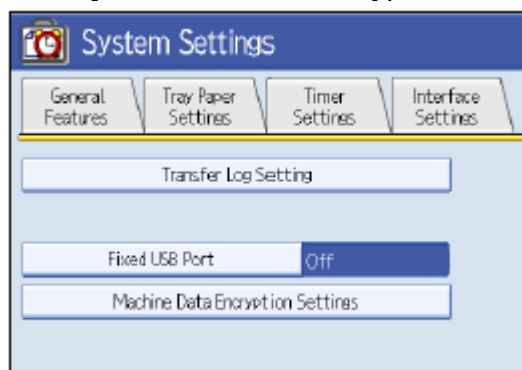 System Settings
General Features
Tray Paper Settings
Timer Settings
Interface Settings
Transfer Log Setting
Fixed USB Port Off
Machine Data Encryption Settings